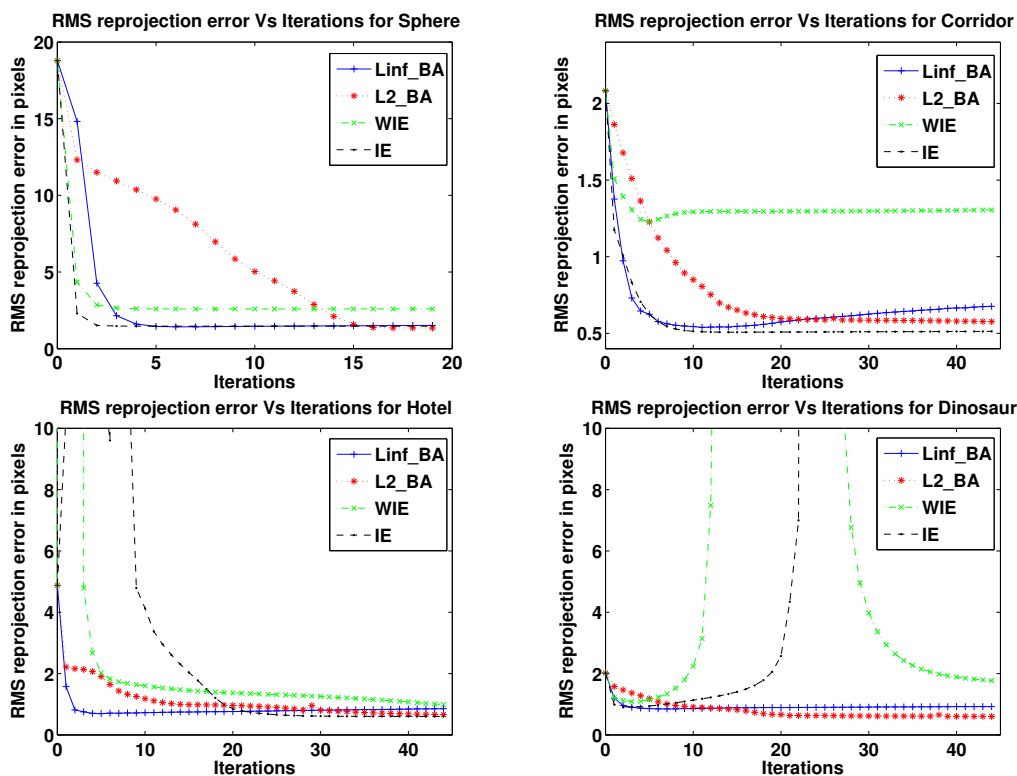 RMS reprojection error Vs Iterations for Sphere
RMS reprojection error in pixels
20
15
10
5
0
0 5 10 15 20
Iterations
Linf_BA
L2_BA
WIE
IE
RMS reprojection error Vs Iterations for Corridor
RMS reprojection error in pixels
2
1.5
1
0.5
0 10 20 30 40
Iterations
Linf_BA
L2_BA
WIE
IE
RMS reprojection error Vs Iterations for Hotel
RMS reprojection error in pixels
10
8
6
4
2
0
0 10 20 30 40
Iterations
Linf_BA
L2_BA
WIE
IE
RMS reprojection error Vs Iterations for Dinosaur
RMS reprojection error in pixels
10
8
6
4
2
0
0 10 20 30 40
Iterations
Linf_BA
L2_BA
WIE
IE